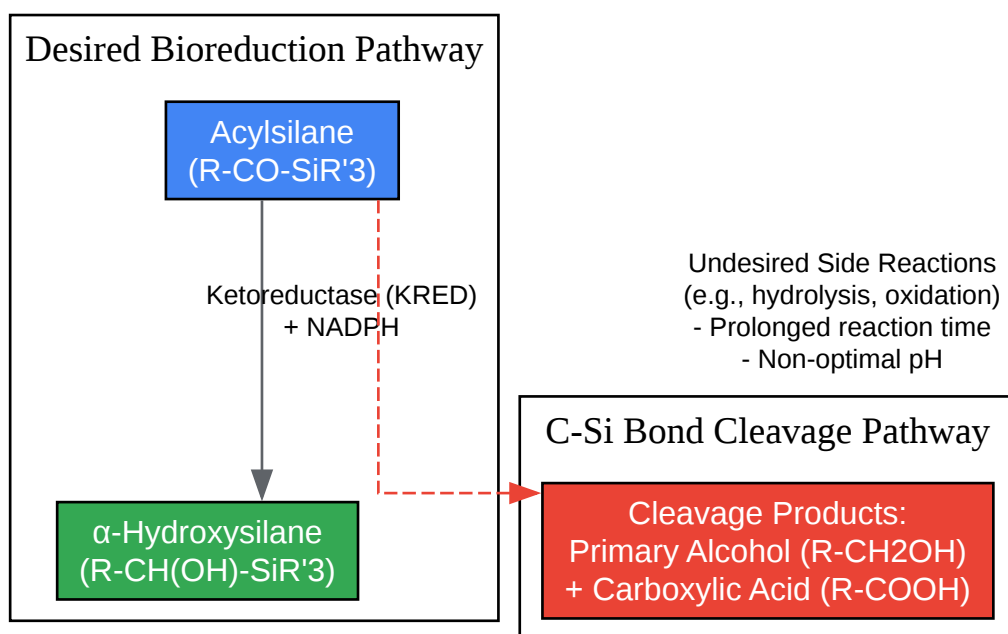 Desired Bioreduction Pathway
Acylsilane
(R-CO-SiR'3)
Ketoreductase (KRED)
+ NADPH
α-Hydroxysilane
(R-CH(OH)-SiR'3)
Undesired Side Reactions
(e.g., hydrolysis, oxidation)
- Prolonged reaction time
- Non-optimal pH
C-Si Bond Cleavage Pathway
Cleavage Products:
Primary Alcohol (R-CH2OH)
+ Carboxylic Acid (R-COOH)